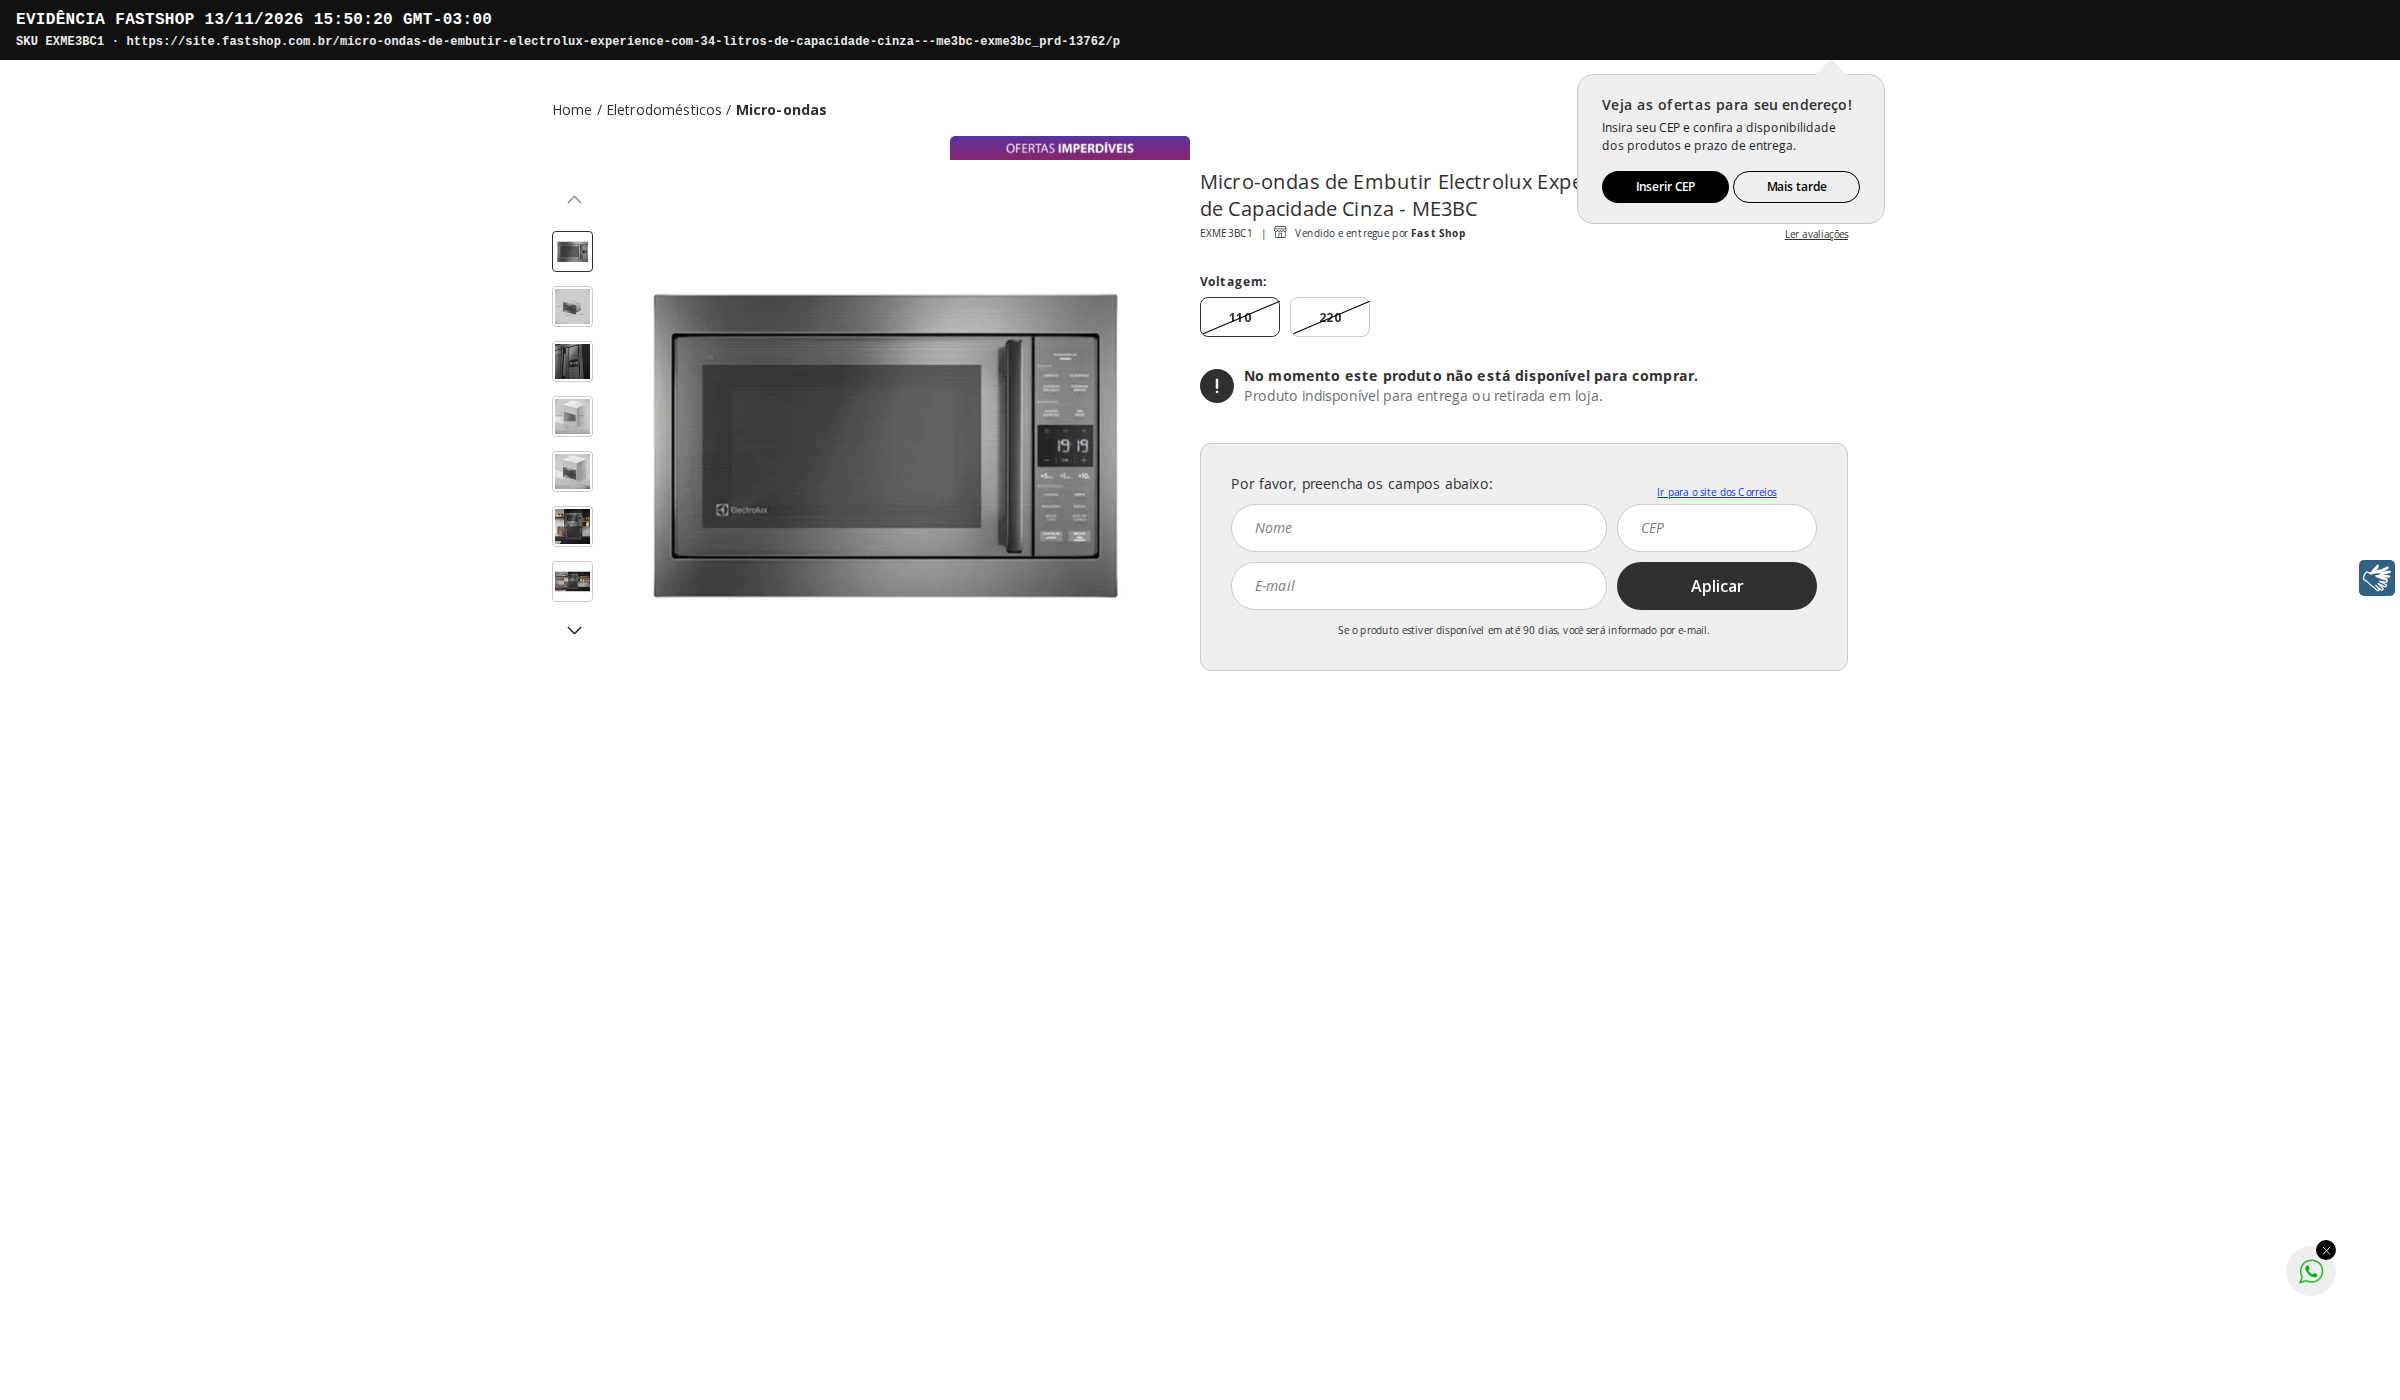 EVIDÊNCIA FASTSHOP 13/11/2026 15:50:20 GMT-03:00
SKU EXME3BC1 · https://site.fastshop.com.br/micro-ondas-de-embutir-electrolux-experience-com-34-litros-de-capacidade-cinza---me3bc-exme3bc_prd-13762/p
Home / Eletrodomésticos / Micro-ondas
OFERTAS IMPERDÍVEIS
Veja as ofertas para seu endereço!
Insira seu CEP e confira a disponibilidade
dos produtos e prazo de entrega.
Inserir CEP
Mais tarde
Micro-ondas de Embutir Electrolux Expe
de Capacidade Cinza - ME3BC
EXME3BC1 | Vendido e entregue por Fast Shop
Ler avaliações
Voltagem:
110
220
No momento este produto não está disponível para comprar.
Produto indisponível para entrega ou retirada em loja.
Por favor, preencha os campos abaixo:
Ir para o site dos Correios
Nome
CEP
E-mail
Aplicar
Se o produto estiver disponível em até 90 dias, você será informado por e-mail.
19 19
Electrolux